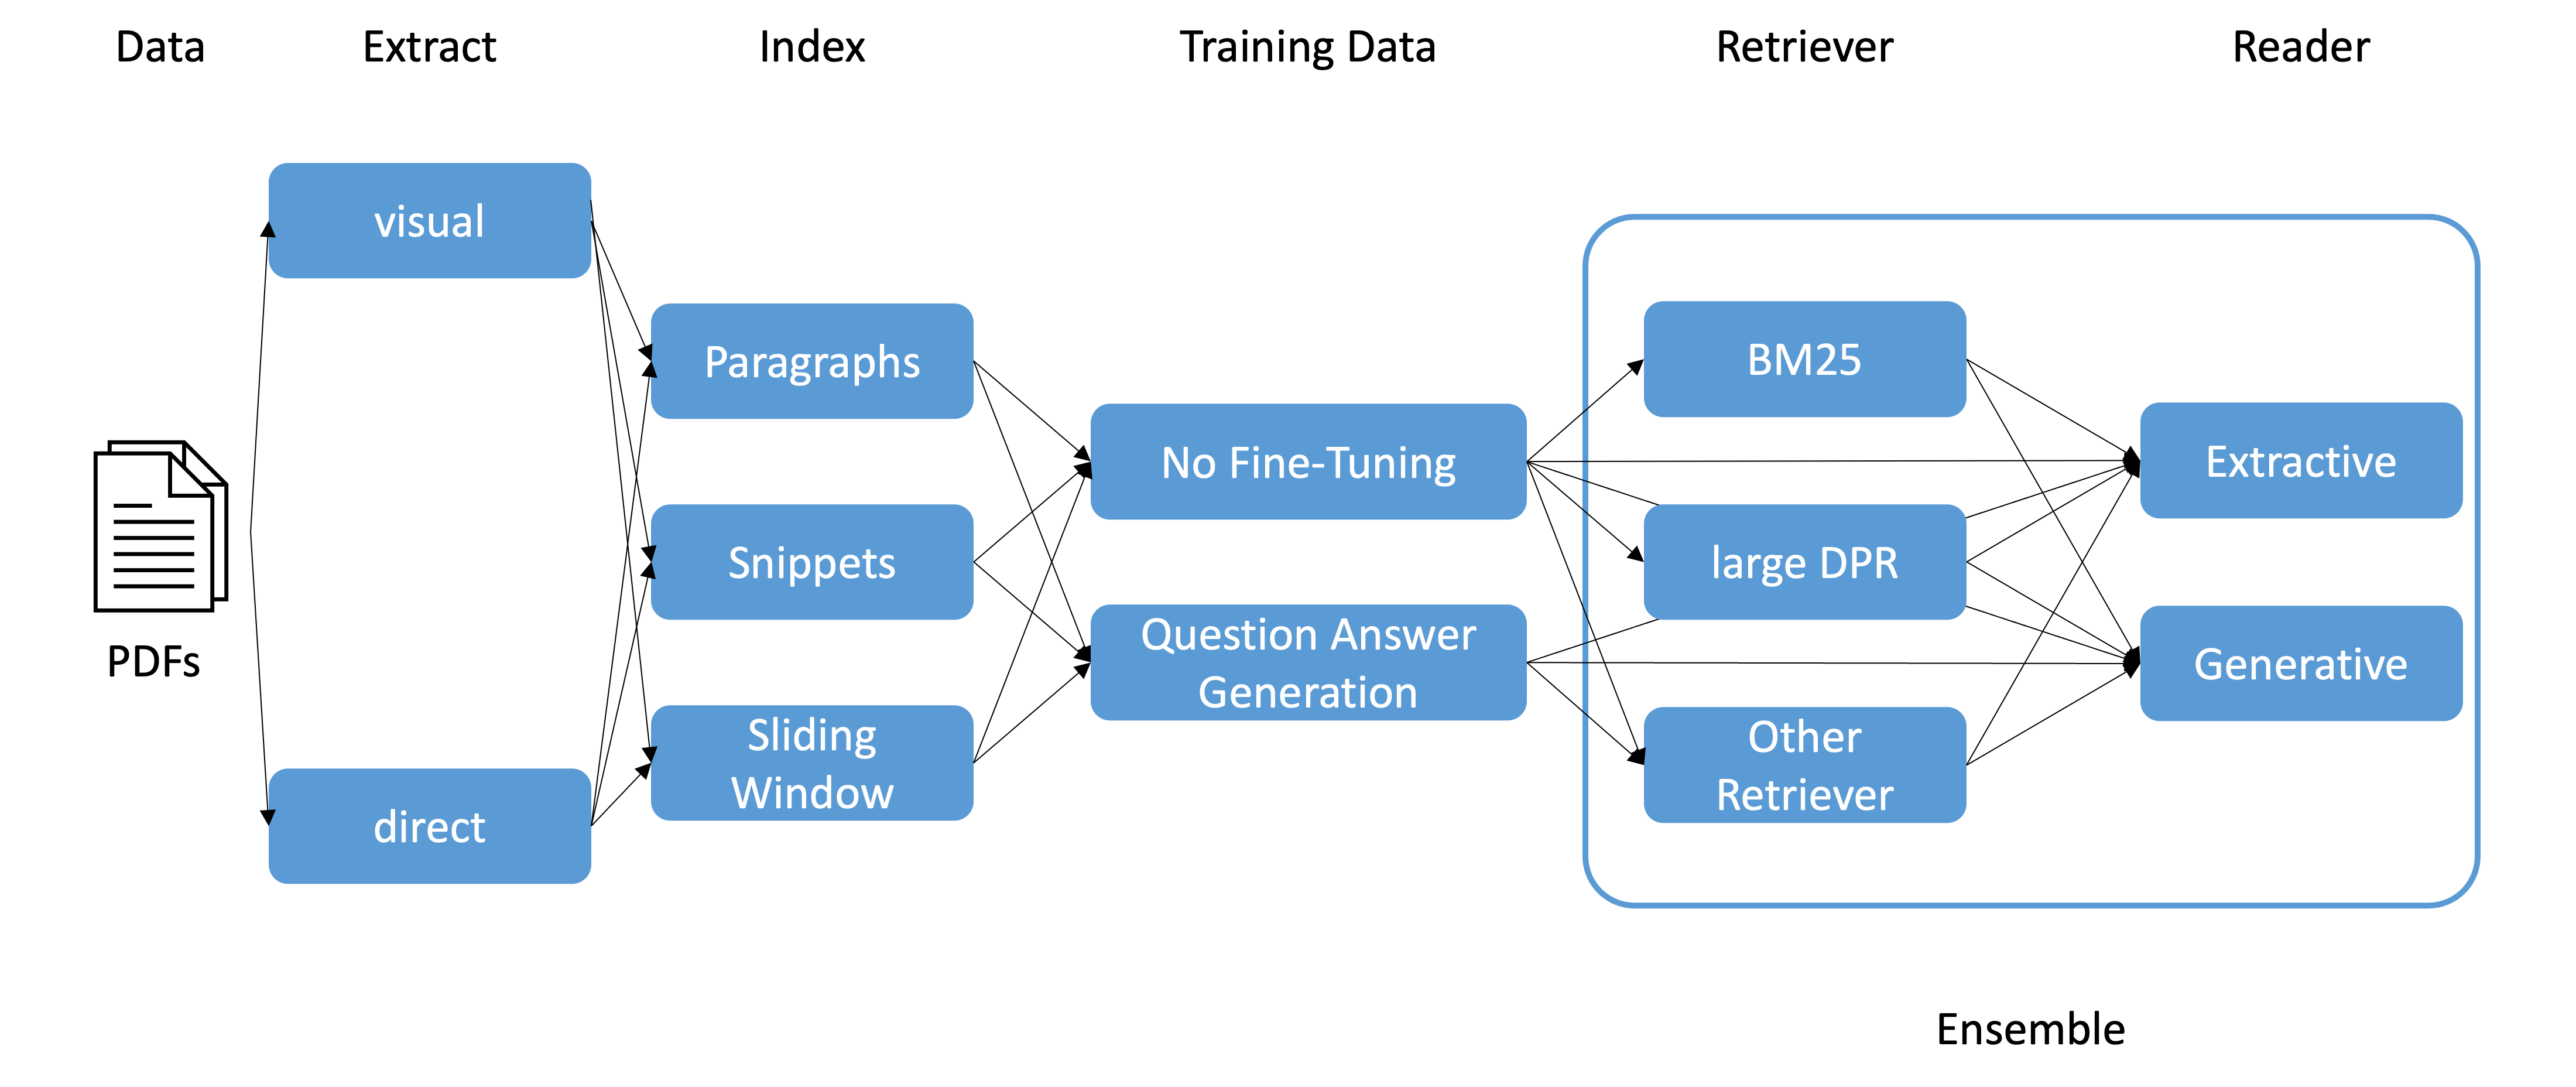 Data
Extract
Index
Training Data
Retriever
Reader
visual
direct
PDFs
Paragraphs
Snippets
Sliding
Window
No Fine-Tuning
Question Answer
Generation
BM25
large DPR
Other
Retriever
Extractive
Generative
Ensemble